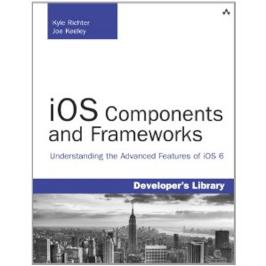 Kyle Richter
Joe Keeley
iOS Components
and Frameworks
Understanding the Advanced Features of iOS 6
Developer's Library